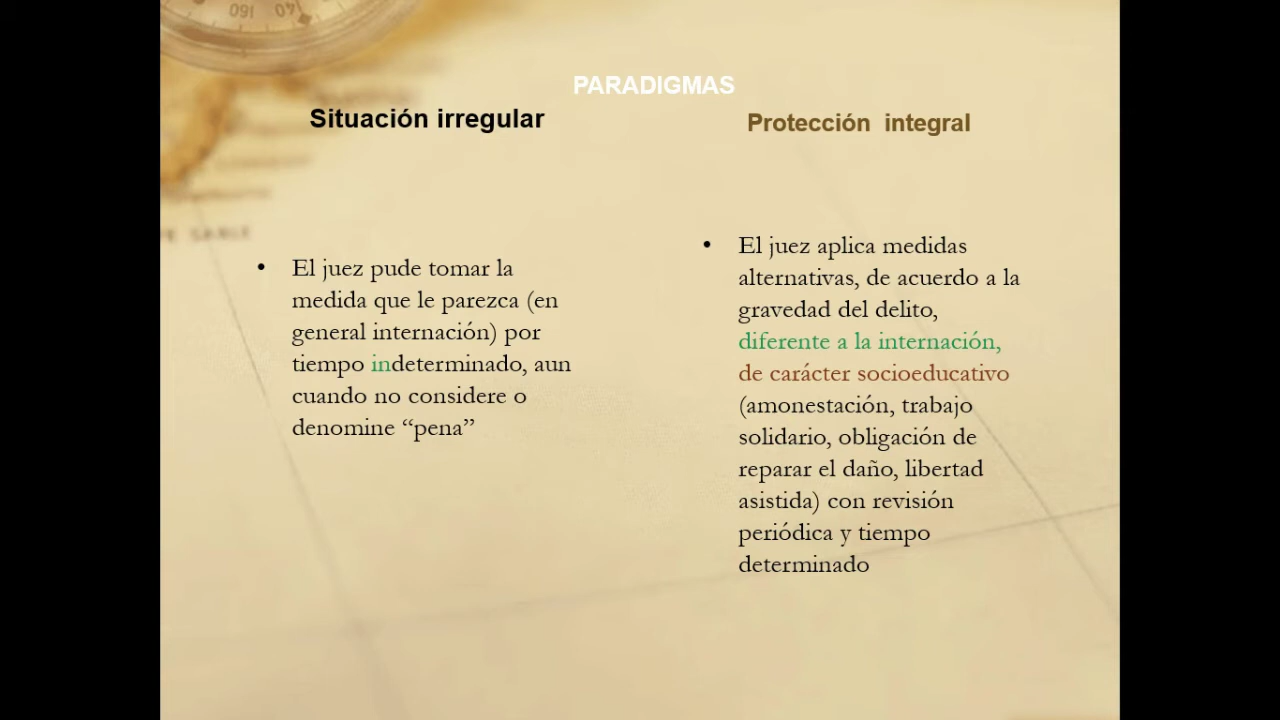 PARADIGMAS
Situación irregular
El juez pude tomar la
medida que le parezca (en
general internación) por
tiempo indeterminado, aun
cuando no considere o
denomine “pena”
Protección integral
El juez aplica medidas
alternativas, de acuerdo a la
gravedad del delito,
diferente a la internación,
de carácter socioeducativo
(amonestación, trabajo
solidario, obligación de
reparar el daño, libertad
asistida) con revisión
periódica y tiempo
determinado
160
40